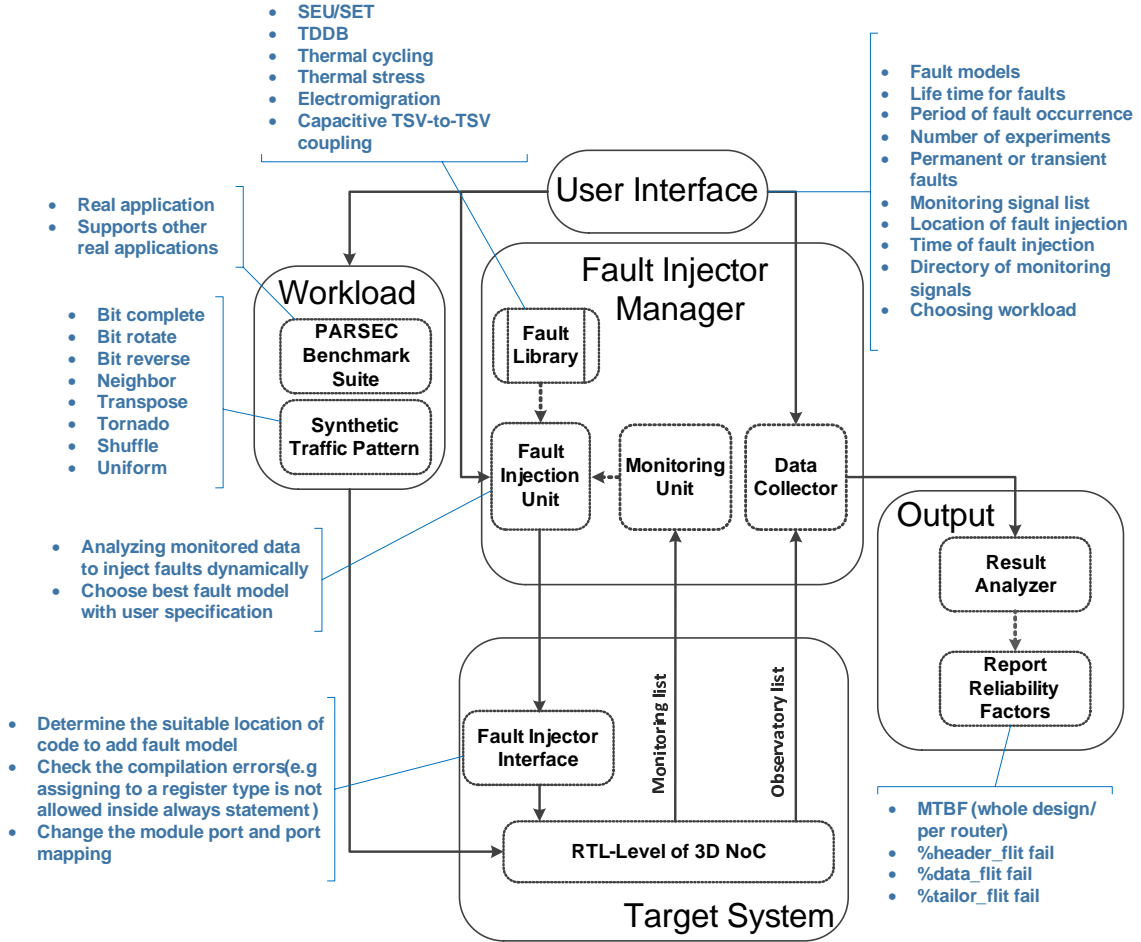 • SEU/SET
• TDDB
• Thermal cycling
• Thermal stress
• Electromigration
• Capacitive TSV-to-TSV
coupling
• Fault models
• Life time for faults
• Period of fault occurrence
• Number of experiments
• Permanent or transient
faults
• Monitoring signal list
• Location of fault injection
• Time of fault injection
• Directory of monitoring
signals
• Choosing workload
User Interface
• Real application
• Supports other
real applications
Workload
PARSEC
Benchmark
Suite
Synthetic
Traffic Pattern
• Bit complete
• Bit rotate
• Bit reverse
• Neighbor
• Transpose
• Tornado
• Shuffle
• Uniform
Fault Injector
Manager
Fault
Library
Fault
Injection
Unit
Monitoring
Unit
Data
Collector
• Analyzing monitored data
to inject faults dynamically
• Choose best fault model
with user specification
Output
Result
Analyzer
Report
Reliability
Factors
Monitoring list
Observatory list
• Determine the suitable location of
code to add fault model
• Check the compilation errors(e.g
assigning to a register type is not
allowed inside always statement)
• Change the module port and port
mapping
Fault Injector
Interface
RTL-Level of 3D NoC
Target System
• MTBF (whole design/
per router)
• %header_flit fail
• %data_flit fail
• %tailor_flit fail